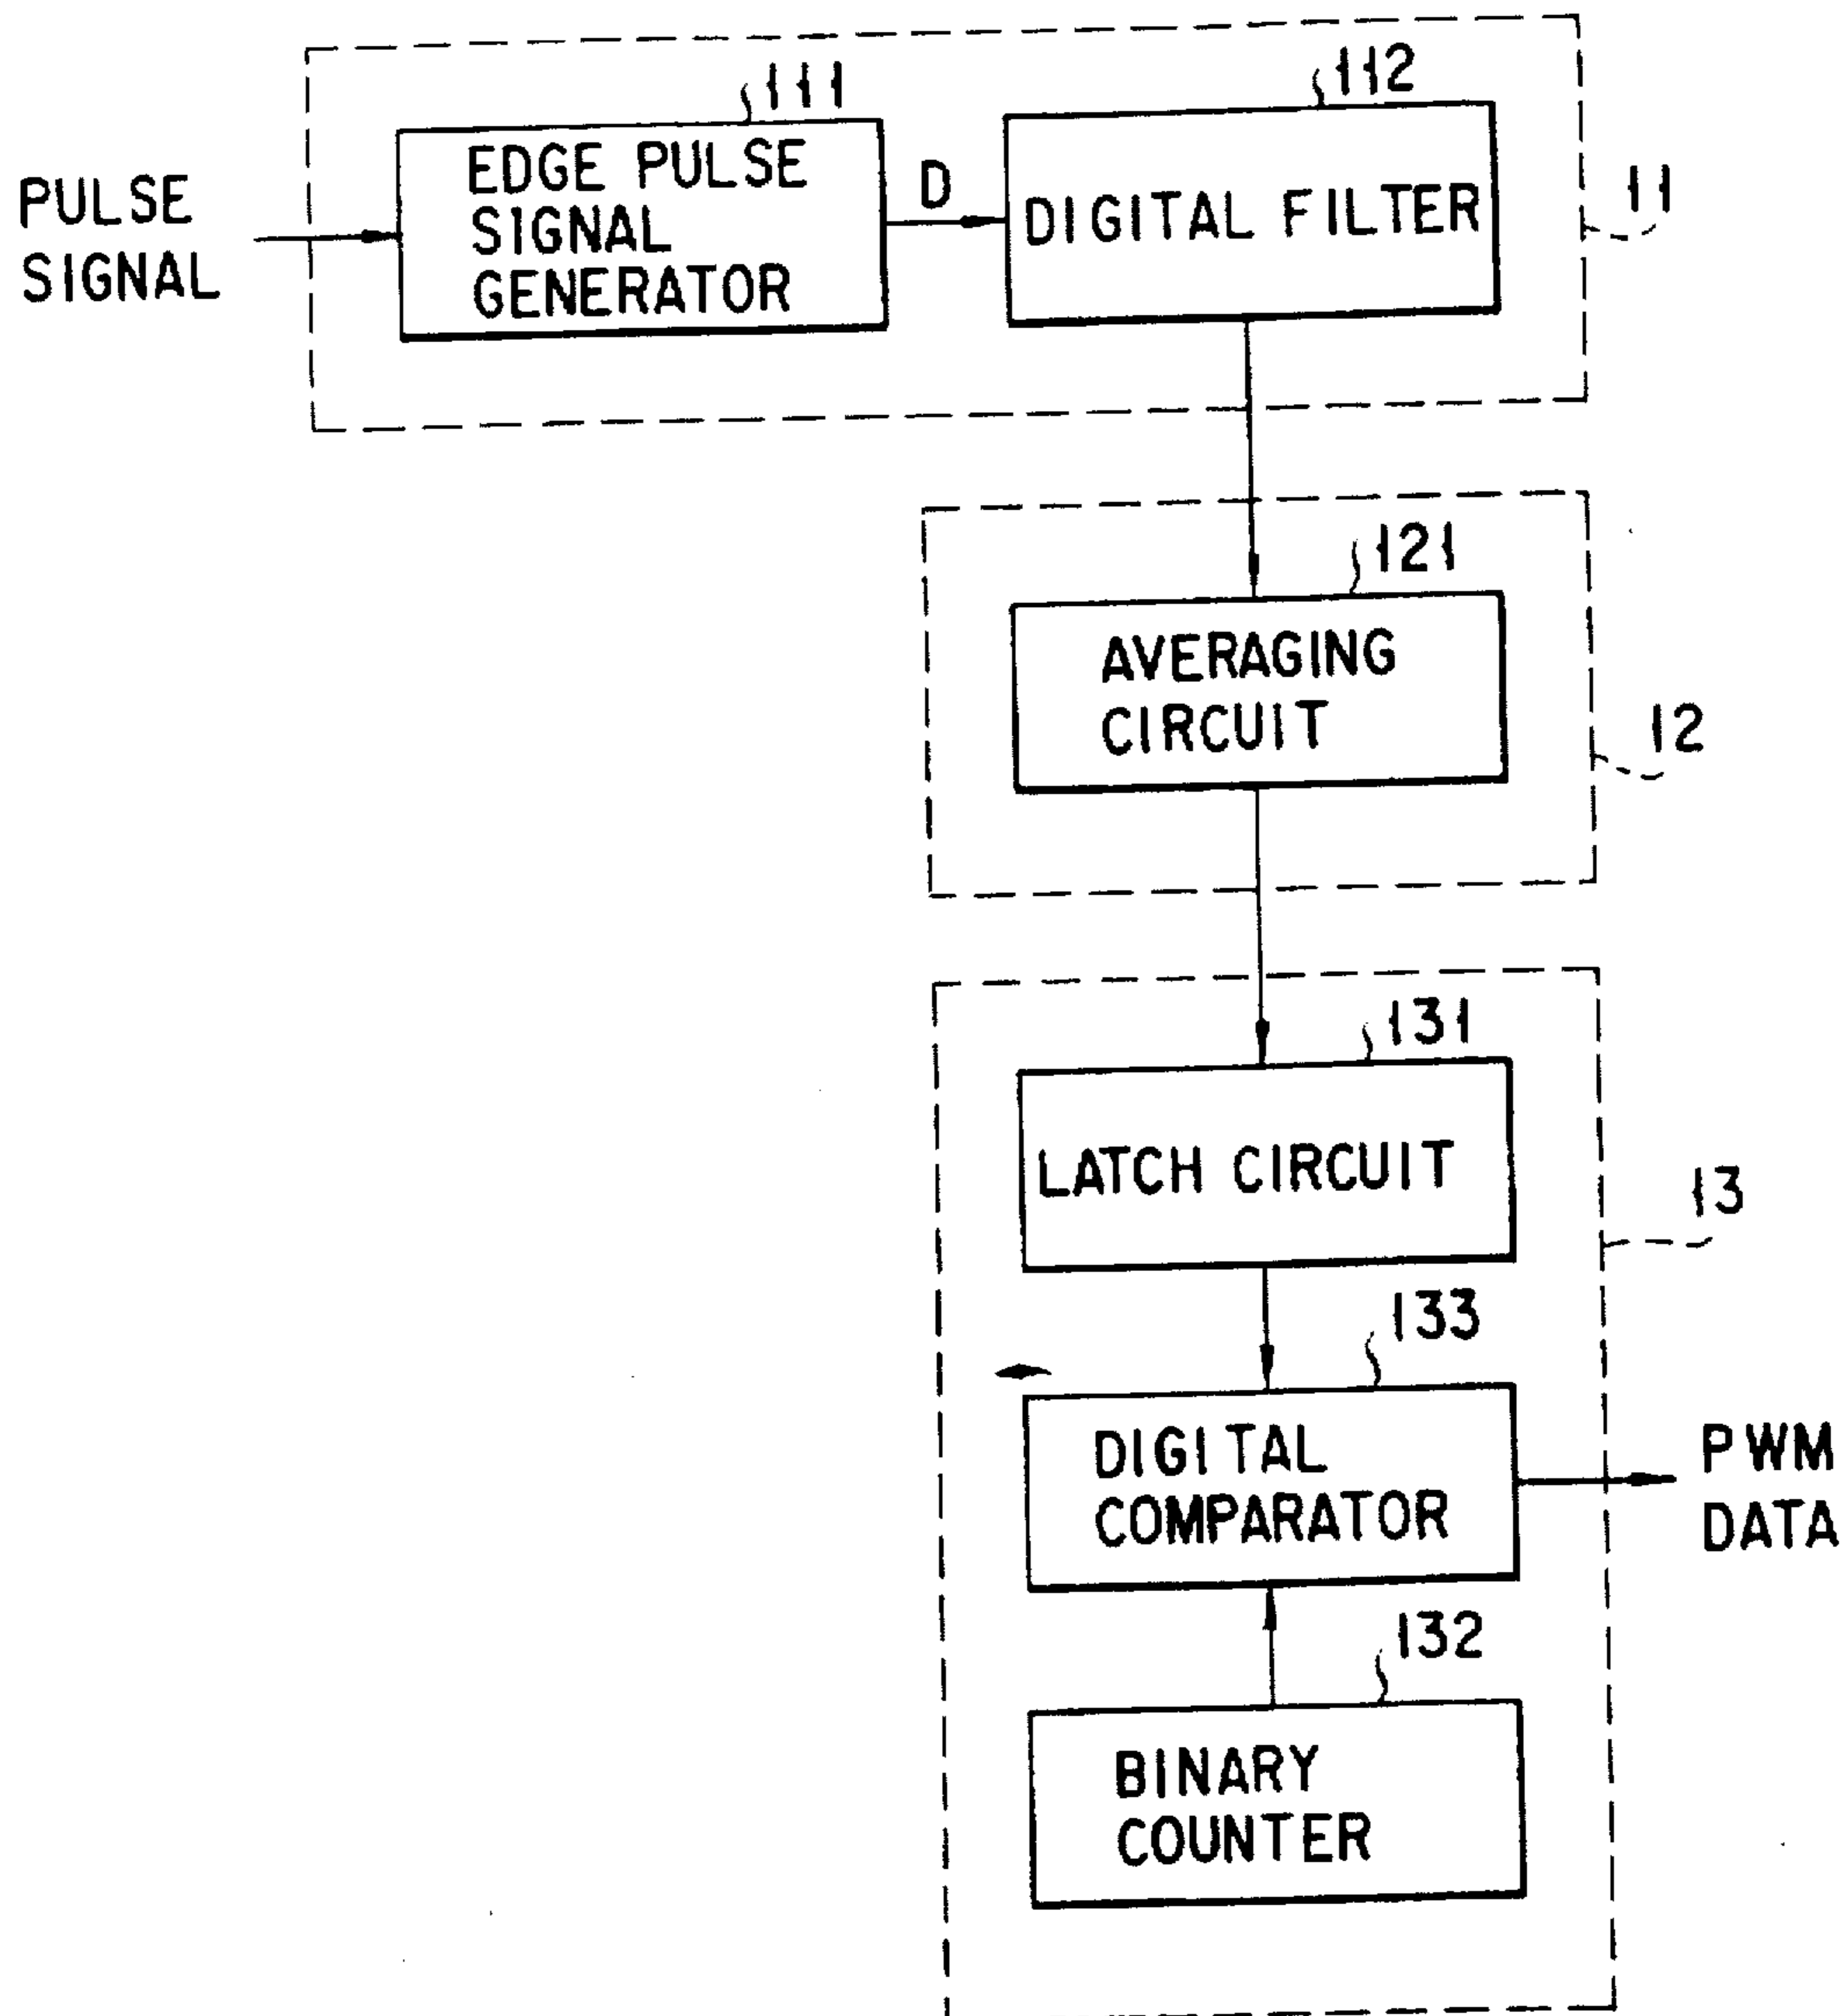 111
112
PULSE
SIGNAL
EDGE PULSE
SIGNAL
GENERATOR
D
DIGITAL FILTER
11
121
AVERAGING
CIRCUIT
12
131
LATCH CIRCUIT
13
133
DIGITAL
COMPARATOR
PWM
DATA
132
BINARY
COUNTER